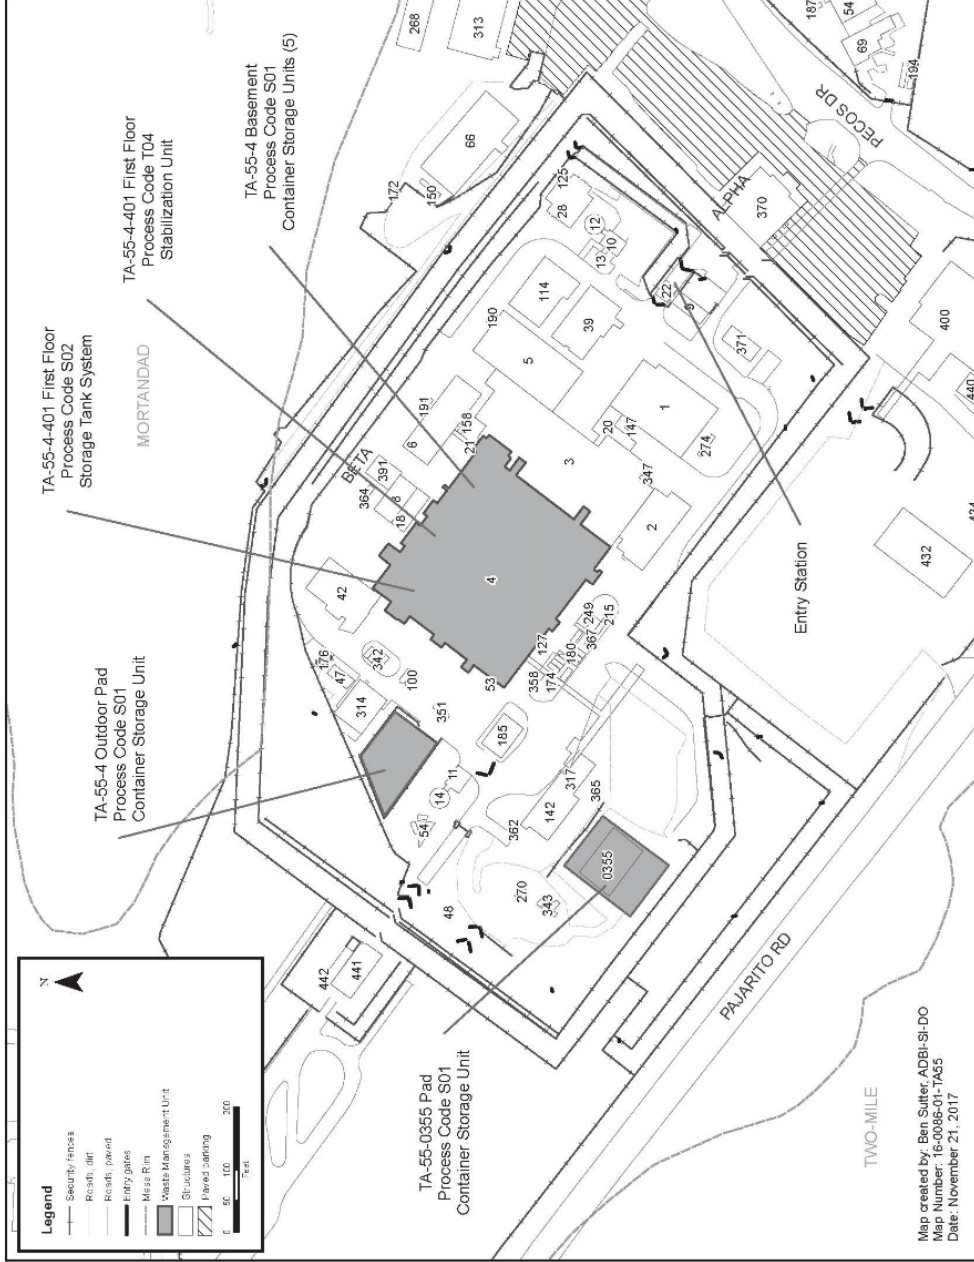 TA-55-4 Outdoor Pad
Process Code S01
Container Storage Unit
TA-55-4-401 First Floor
Process Code S02
Storage Tank System
TA-55-4-401 First Floor
Process Code T04
Stabilization Unit
TA-55-4 Basement
Process Code S01
Container Storage Units (5)
MORTANDAD
268
313
187
54
69
194
PECOS DR
66
172
150
125
28
12
10
13
22
9
ALPHA
370
190
114
39
5
371
400
440
1
20
147
274
191
6
158
21
BETA
391
364
8
18
3
347
2
4
432
434
42
Entry Station
249
215
367
180
127
174
358
53
176
47
342
100
314
351
185
11
14
54
317
142
365
362
0355
270
343
48
442
441
TA-55-0355 Pad
Process Code S01
Container Storage Unit
PAJARITO RD
TWO-MILE
Legend
Security fences
Roads, dirt
Roads, paved
Entry gates
Mesa Rim
Waste Management Unit
Structures
Paved parking
N
0 50 100 200
Feet
Map created by: Ben Sutter, ADBI-SI-DO
Map Number: 16-0086-01-TA55
Date: November 21, 2017